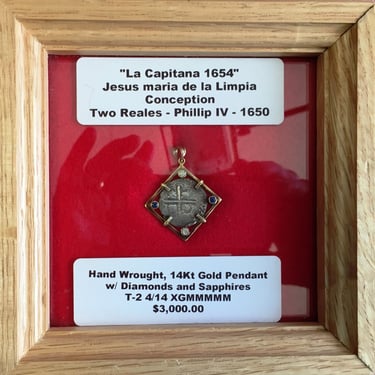 "La Capitana 1654"
Jesus maria de la Limpia
Conception
Two Reales - Phillip IV - 1650
Hand Wrought, 14Kt Gold Pendant
w/ Diamonds and Sapphires
T-2 4/14 XGMMMMM
$3,000.00